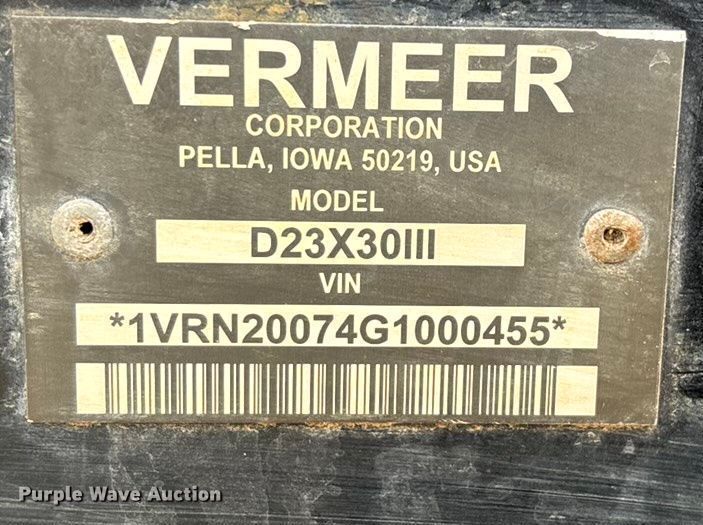 VERMEER
CORPORATION
PELLA, IOWA 50219, USA
MODEL
D23X30III
VIN
*1VRN20074G1000455*
Purple Wave Auction